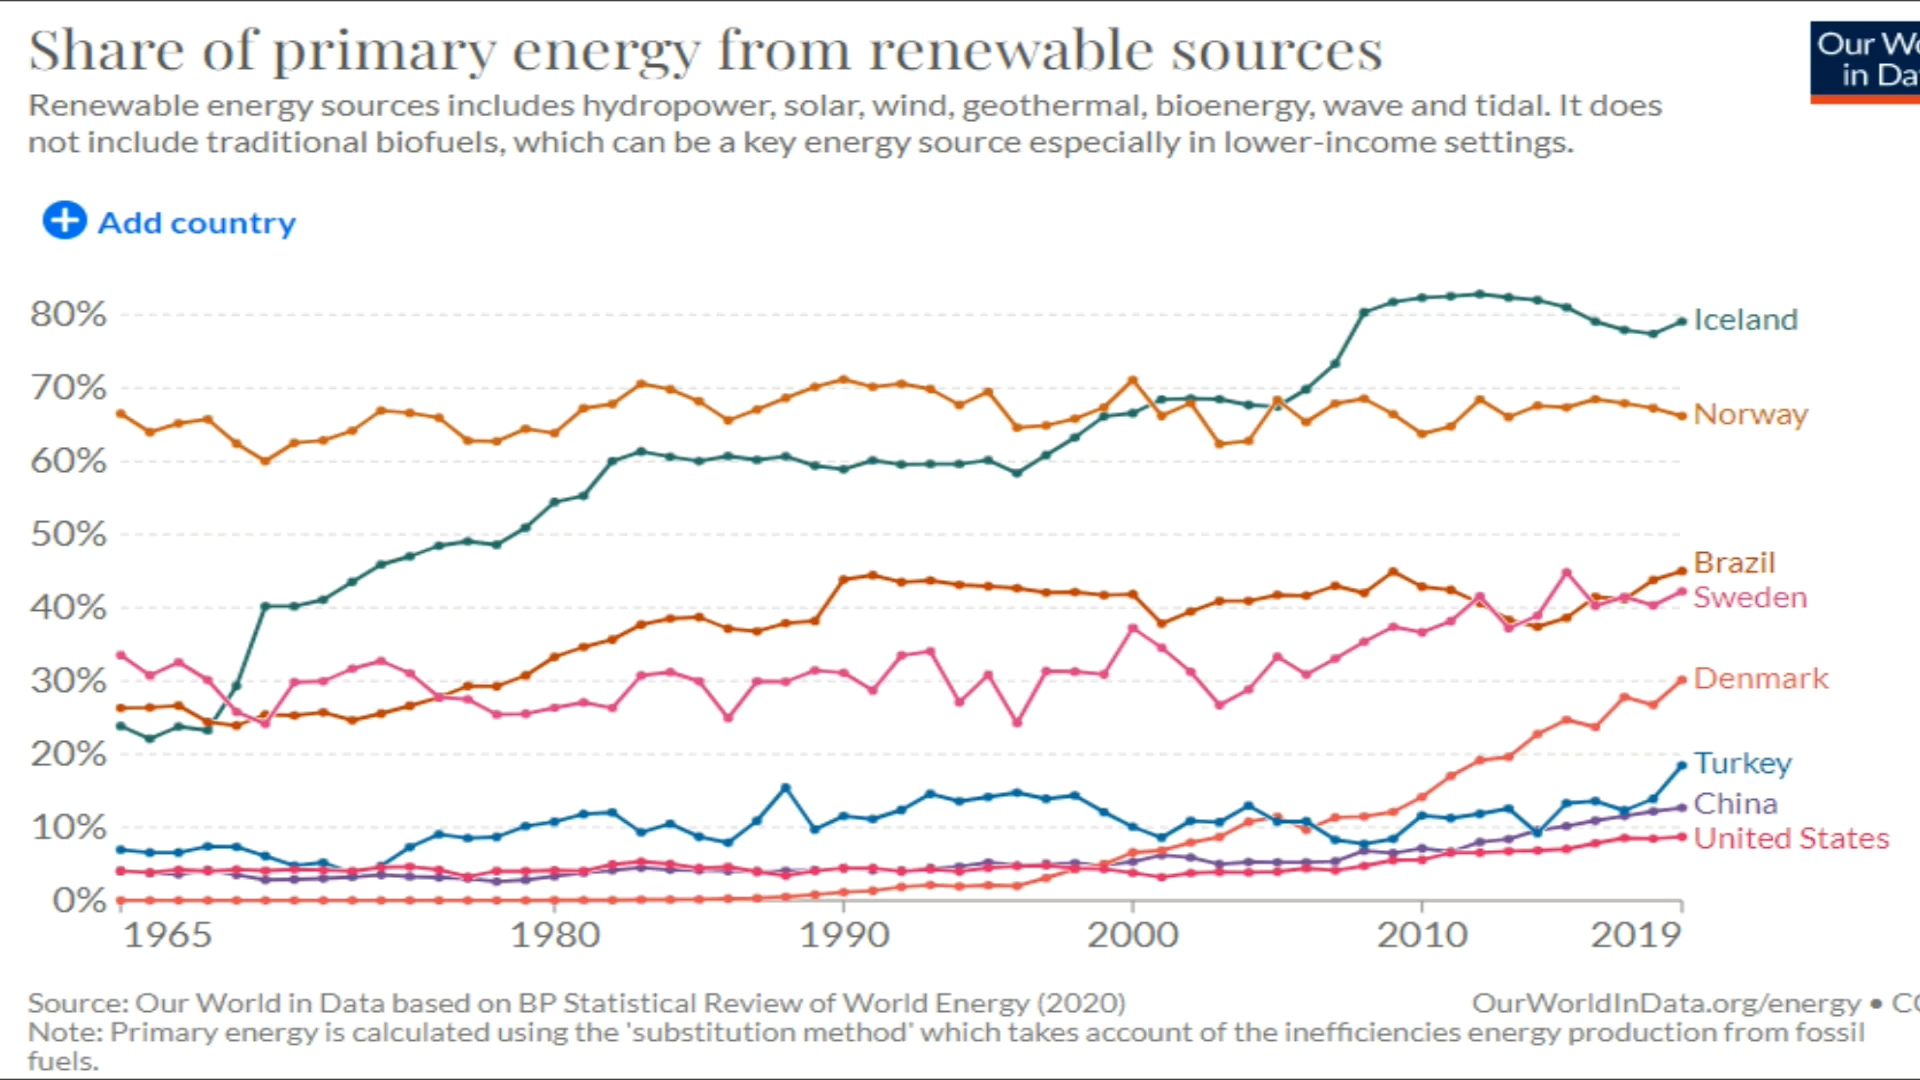 Share of primary energy from renewable sources
Our Wo
in Da
Renewable energy sources includes hydropower, solar, wind, geothermal, bioenergy, wave and tidal. It does
not include traditional biofuels, which can be a key energy source especially in lower-income settings.
Add country
80%
70%
60%
50%
40%
30%
20%
10%
0%
Iceland
Norway
Brazil
Sweden
Denmark
Turkey
China
United States
1965 1980 1990 2000 2010 2019
Source: Our World in Data based on BP Statistical Review of World Energy (2020) OurWorldInData.org/energy • CC
Note: Primary energy is calculated using the 'substitution method' which takes account of the inefficiencies energy production from fossil
fuels.